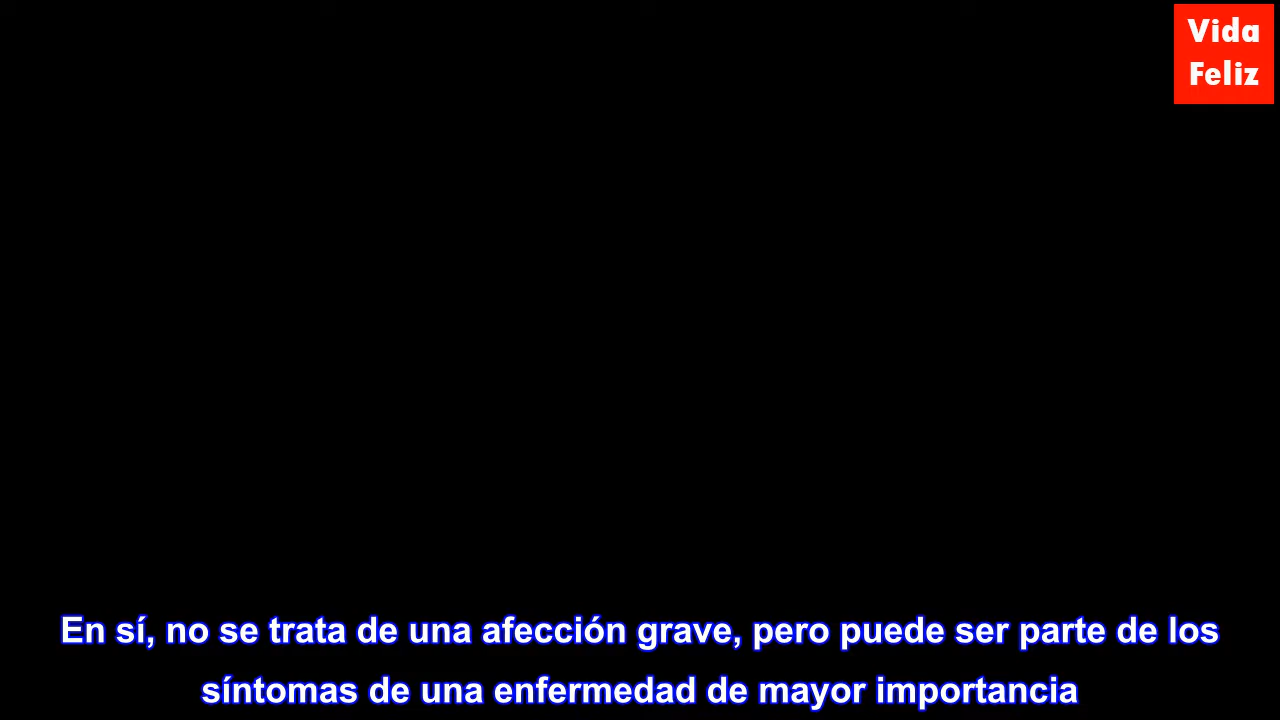 Vida
Feliz
En sí, no se trata de una afección grave, pero puede ser parte de los
síntomas de una enfermedad de mayor importancia